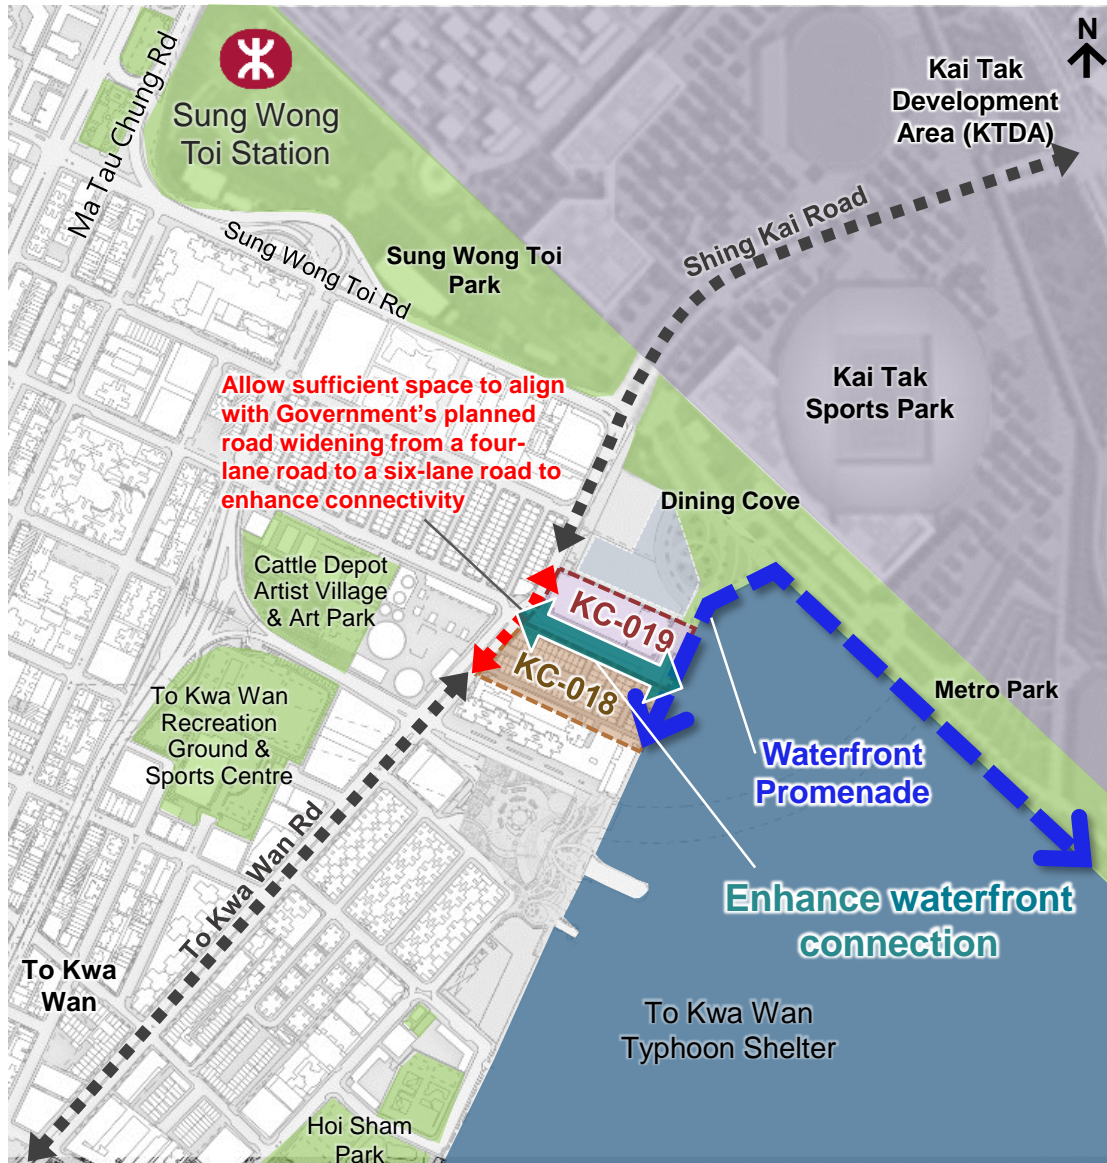 N
Kai Tak
Development
Area (KTDA)
Ma Tau Chung Rd
Sung Wong
Toi Station
Shing Kai Road
Sung Wong Toi Rd
Sung Wong Toi
Park
Kai Tak
Sports Park
Allow sufficient space to align
with Government’s planned
road widening from a four-
lane road to a six-lane road to
enhance connectivity
Dining Cove
Cattle Depot
Artist Village
& Art Park
KC-019
KC-018
To Kwa Wan
Recreation
Ground &
Sports Centre
Metro Park
Waterfront
Promenade
To Kwa Wan Rd
Enhance waterfront
connection
To Kwa
Wan
To Kwa Wan
Typhoon Shelter
Hoi Sham
Park